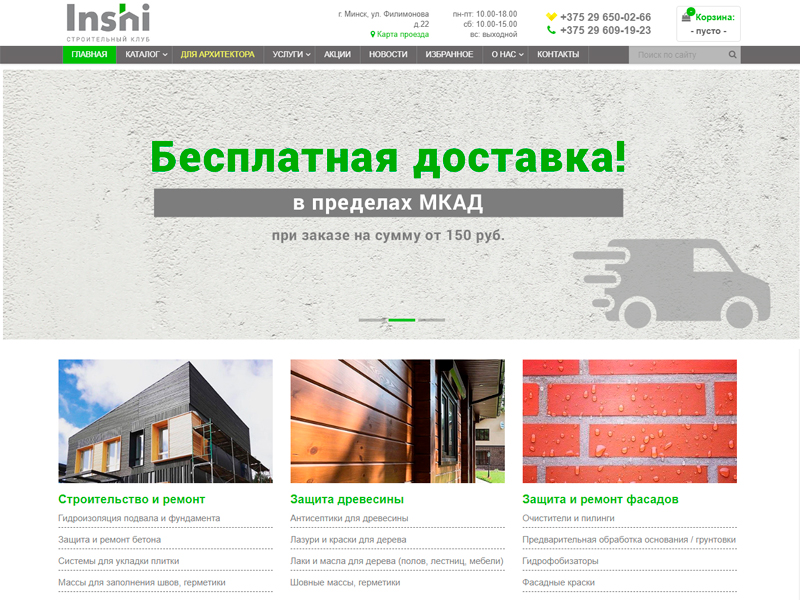 Inshi
СТРОИТЕЛЬНЫЙ КЛУБ
г. Минск, ул. Филимонова
д.22
Карта проезда
пн-пт: 10.00-18.00
сб: 10.00-15.00
вс: выходной
+375 29 650-02-66
+375 29 609-19-23
0
Корзина:
- пусто -
ГЛАВНАЯ КАТАЛОГ ДЛЯ АРХИТЕКТОРА УСЛУГИ АКЦИИ НОВОСТИ ИЗБРАННОЕ О НАС КОНТАКТЫ Поиск по сайту
Бесплатная доставка!
в пределах МКАД
при заказе на сумму от 150 руб.
Строительство и ремонт
Гидроизоляция подвала и фундамента
Защита и ремонт бетона
Системы для укладки плитки
Массы для заполнения швов, герметики
Защита древесины
Антисептики для древесины
Лазури и краски для дерева
Лаки и масла для дерева (полов, лестниц, мебели)
Шовные массы, герметики
Защита и ремонт фасадов
Очистители и пилинги
Предварительная обработка основания / грунтовки
Гидрофобизаторы
Фасадные краски